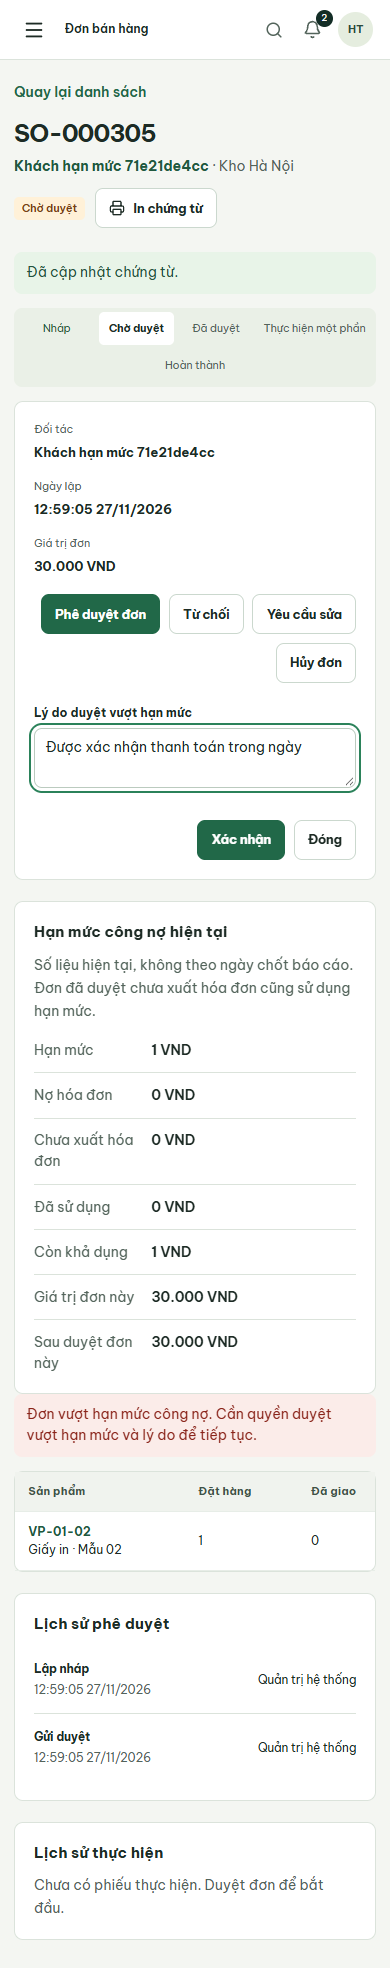 Đơn bán hàng
2
HT
Quay lại danh sách
SO-000305
Khách hạn mức 71e21de4cc · Kho Hà Nội
Chờ duyệt
In chứng từ
Đã cập nhật chứng từ.
Nháp
Chờ duyệt
Đã duyệt
Thực hiện một phần
Hoàn thành
Đối tác
Khách hạn mức 71e21de4cc
Ngày lập
12:59:05 27/11/2026
Giá trị đơn
30.000 VND
Phê duyệt đơn
Từ chối
Yêu cầu sửa
Hủy đơn
Lý do duyệt vượt hạn mức
Được xác nhận thanh toán trong ngày
Xác nhận
Đóng
Hạn mức công nợ hiện tại
Số liệu hiện tại, không theo ngày chốt báo cáo.
Đơn đã duyệt chưa xuất hóa đơn cũng sử dụng
hạn mức.
Hạn mức 1 VND
Nợ hóa đơn 0 VND
Chưa xuất hóa 0 VND
đơn
Đã sử dụng 0 VND
Còn khả dụng 1 VND
Giá trị đơn này 30.000 VND
Sau duyệt đơn 30.000 VND
này
Đơn vượt hạn mức công nợ. Cần quyền duyệt
vượt hạn mức và lý do để tiếp tục.
Sản phẩm Đặt hàng Đã giao
VP-01-02
Giấy in · Mẫu 02 1 0
Lịch sử phê duyệt
Lập nháp
12:59:05 27/11/2026 Quản trị hệ thống
Gửi duyệt
12:59:05 27/11/2026 Quản trị hệ thống
Lịch sử thực hiện
Chưa có phiếu thực hiện. Duyệt đơn để bắt
đầu.